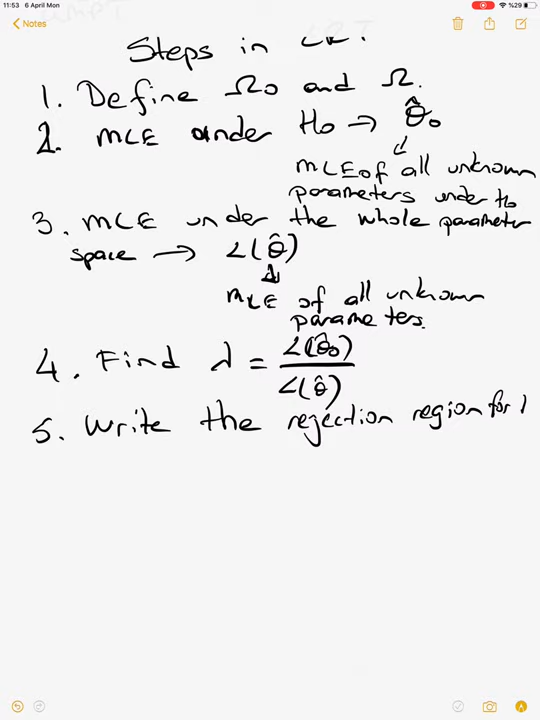 11:53 6 April Mon %29
Notes
Steps in LR.
1. Define Ω₀ and Ω.
2. MLE under H₀ → θ̂₀
MLE of all unknown
parameters under H₀
3. MLE under the whole parameter
space → L(θ̂)
MLE of all unknown
parameters.
4. Find λ = L(θ̂₀) / L(θ̂)
5. Write the rejection region for λ